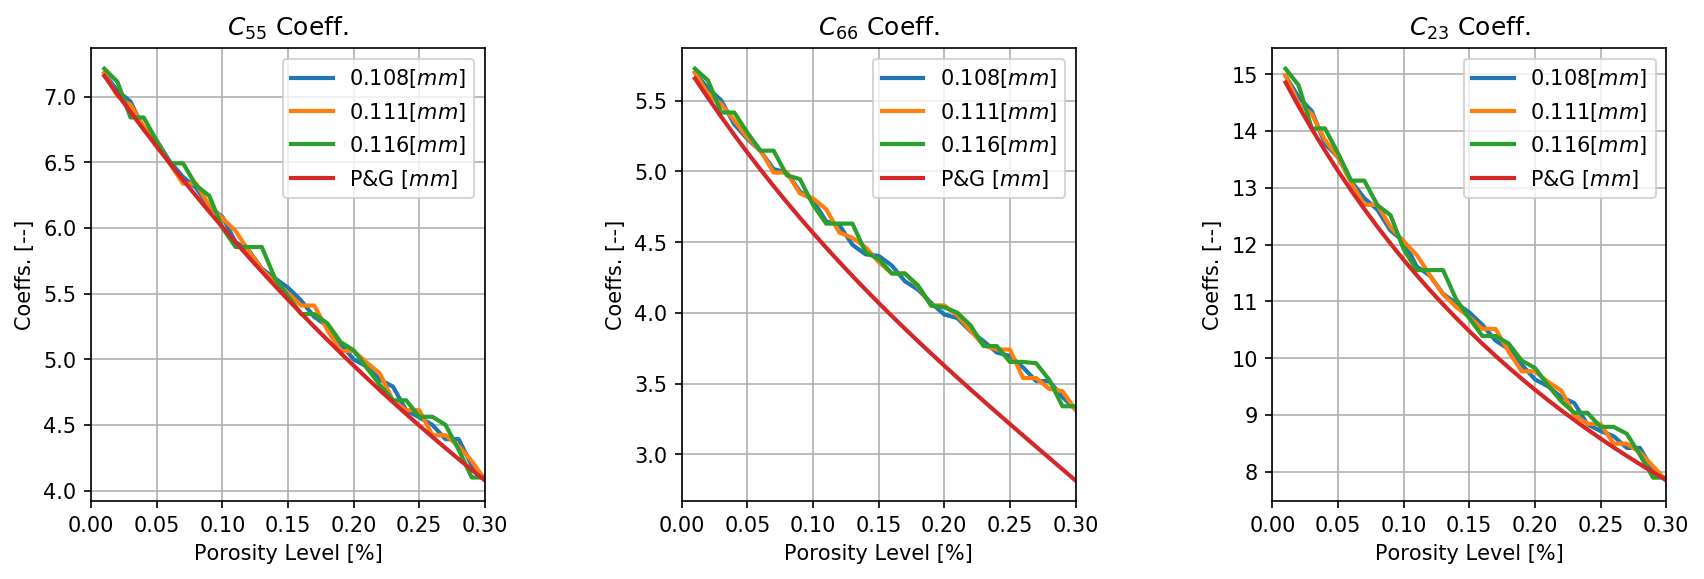 C55 Coeff.
Coeffs. [--]
7.0
6.5
6.0
5.5
5.0
4.5
4.0
0.108[mm]
0.111[mm]
0.116[mm]
P&G [mm]
0.00 0.05 0.10 0.15 0.20 0.25 0.30
Porosity Level [%]
C66 Coeff.
Coeffs. [--]
5.5
5.0
4.5
4.0
3.5
3.0
0.108[mm]
0.111[mm]
0.116[mm]
P&G [mm]
0.00 0.05 0.10 0.15 0.20 0.25 0.30
Porosity Level [%]
C23 Coeff.
Coeffs. [--]
15
14
13
12
11
10
9
8
0.108[mm]
0.111[mm]
0.116[mm]
P&G [mm]
0.00 0.05 0.10 0.15 0.20 0.25 0.30
Porosity Level [%]